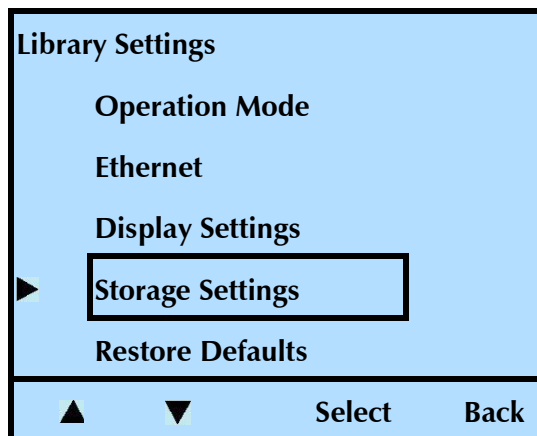 Library Settings
Operation Mode
Ethernet
Display Settings
Storage Settings
Restore Defaults
Select Back